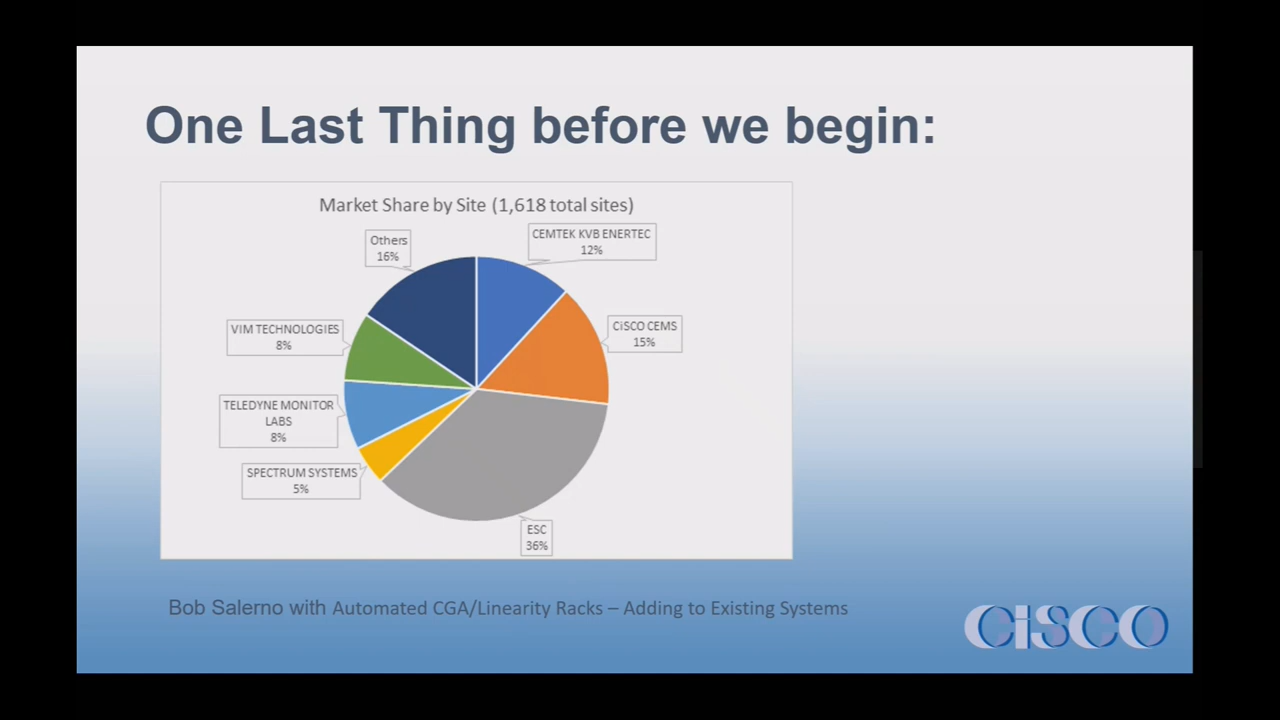 One Last Thing before we begin:
Market Share by Site (1,618 total sites)
CEMTEK KVB ENERTEC
12%
Others
16%
CiSCO CEMS
15%
VIM TECHNOLOGIES
8%
TELEDYNE MONITOR
LABS
8%
SPECTRUM SYSTEMS
5%
ESC
36%
Bob Salerno with Automated CGA/Linearity Racks – Adding to Existing Systems
CiSCO